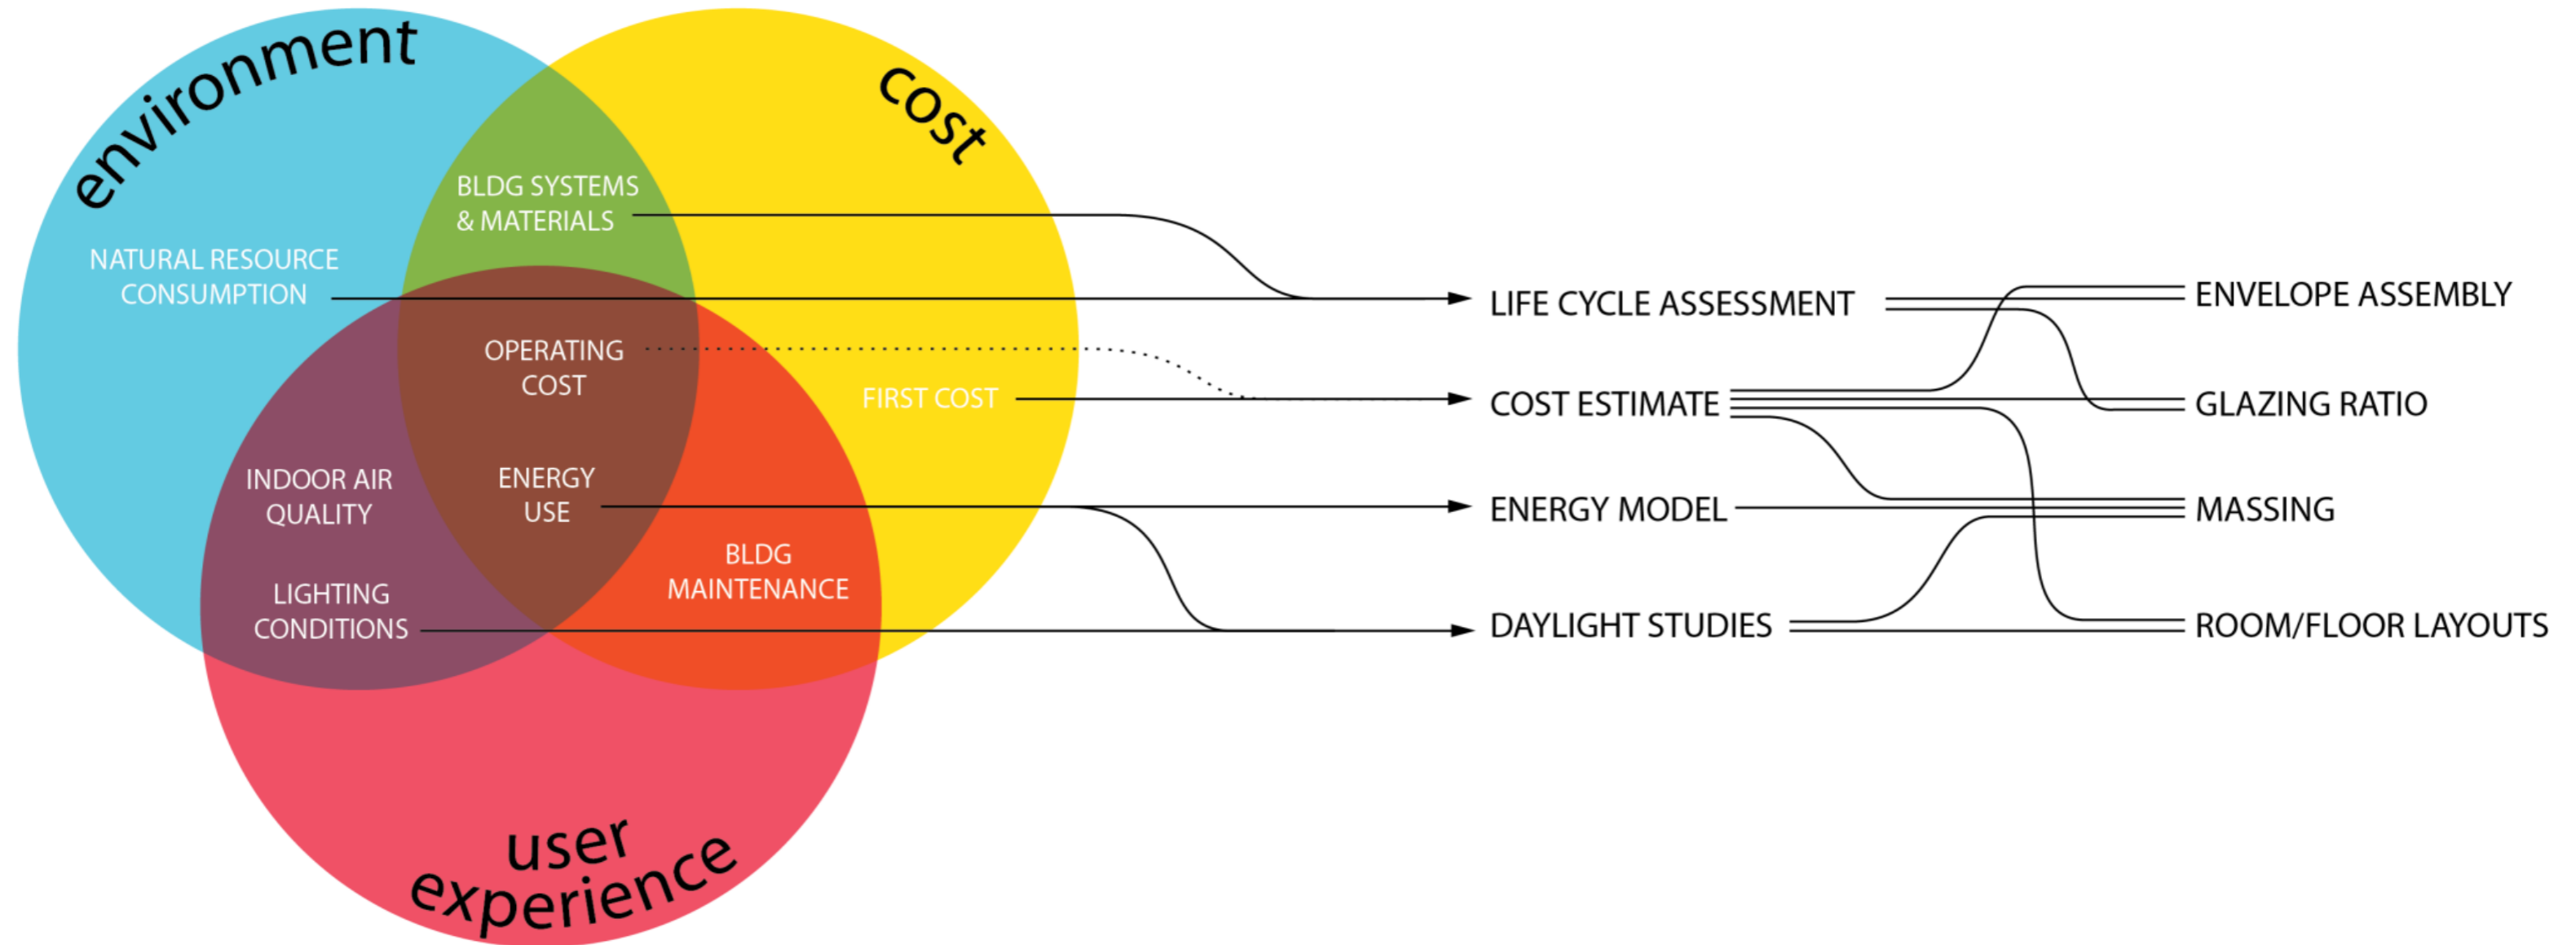 environment
cost
BLDG SYSTEMS
& MATERIALS
NATURAL RESOURCE
CONSUMPTION
OPERATING
COST
FIRST COST
INDOOR AIR
QUALITY
ENERGY
USE
BLDG
MAINTENANCE
LIGHTING
CONDITIONS
user
experience
LIFE CYCLE ASSESSMENT
COST ESTIMATE
ENERGY MODEL
DAYLIGHT STUDIES
ENVELOPE ASSEMBLY
GLAZING RATIO
MASSING
ROOM/FLOOR LAYOUTS